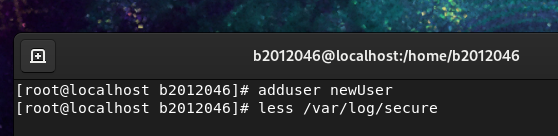 b2012046@localhost:/home/b2012046
[root@localhost b2012046]# adduser newUser
[root@localhost b2012046]# less /var/log/secure